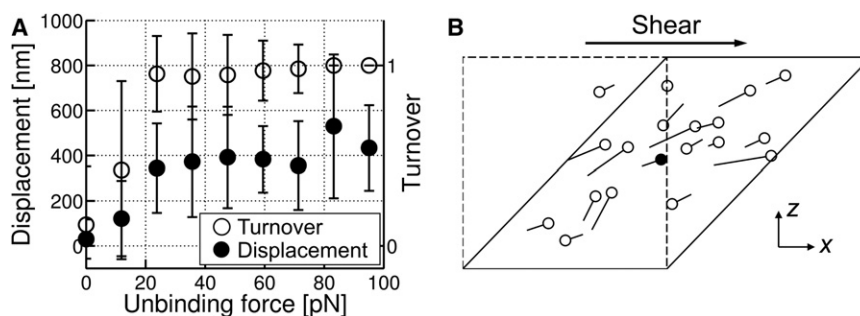 A
1000
800
600
400
200
0
Displacement [nm]
1
0
Turnover
Turnover
Displacement
0 20 40 60 80 100
Unbinding force [pN]
B
Shear
z
x